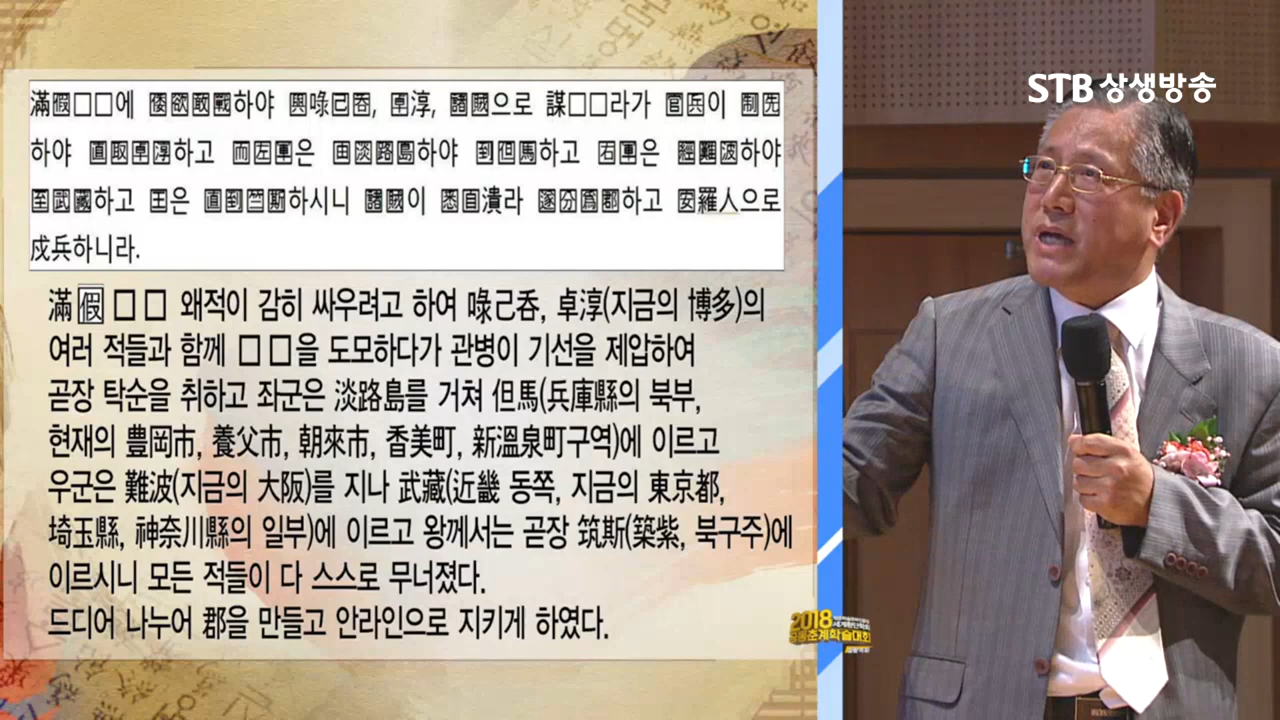 滿假□□에 倭欲敢戰하야 與㖨己呑, 卓淳, 諸賊으로 謀□□라가 官兵이 制先
하야 直取卓淳하고 而左軍은 由淡路島하야 到但馬하고 右軍은 經難波하야
至武藏하고 王은 直到竺斯하시니 諸賊이 悉自潰라 遂分爲郡하고 安羅人으로
戍兵하니라.
滿假 □ □ 왜적이 감히 싸우려고 하여 㖨己呑, 卓淳(지금의 博多)의
여러 적들과 함께 □ □을 도모하다가 관병이 기선을 제압하여
곧장 탁순을 취하고 좌군은 淡路島를 거쳐 但馬(兵庫縣의 북부,
현재의 豊岡市, 養父市, 朝來市, 香美町, 新溫泉町구역)에 이르고
우군은 難波(지금의 大阪)를 지나 武藏(近畿 동쪽, 지금의 東京都,
埼玉縣, 神奈川縣의 일부)에 이르고 왕께서는 곧장 筑斯(築紫, 북구주)에
이르시니 모든 적들이 다 스스로 무너졌다.
드디어 나누어 郡을 만들고 안라인으로 지키게 하였다.
STB 상생방송
2018
춘계학술대회